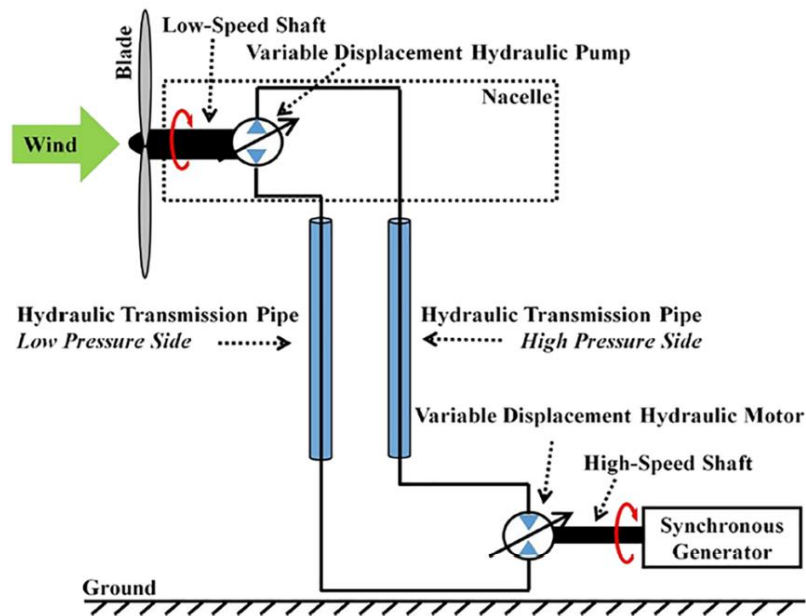 Low-Speed Shaft
Blade
Variable Displacement Hydraulic Pump
Nacelle
Wind
Hydraulic Transmission Pipe
Low Pressure Side
Hydraulic Transmission Pipe
High Pressure Side
Variable Displacement Hydraulic Motor
High-Speed Shaft
Synchronous
Generator
Ground